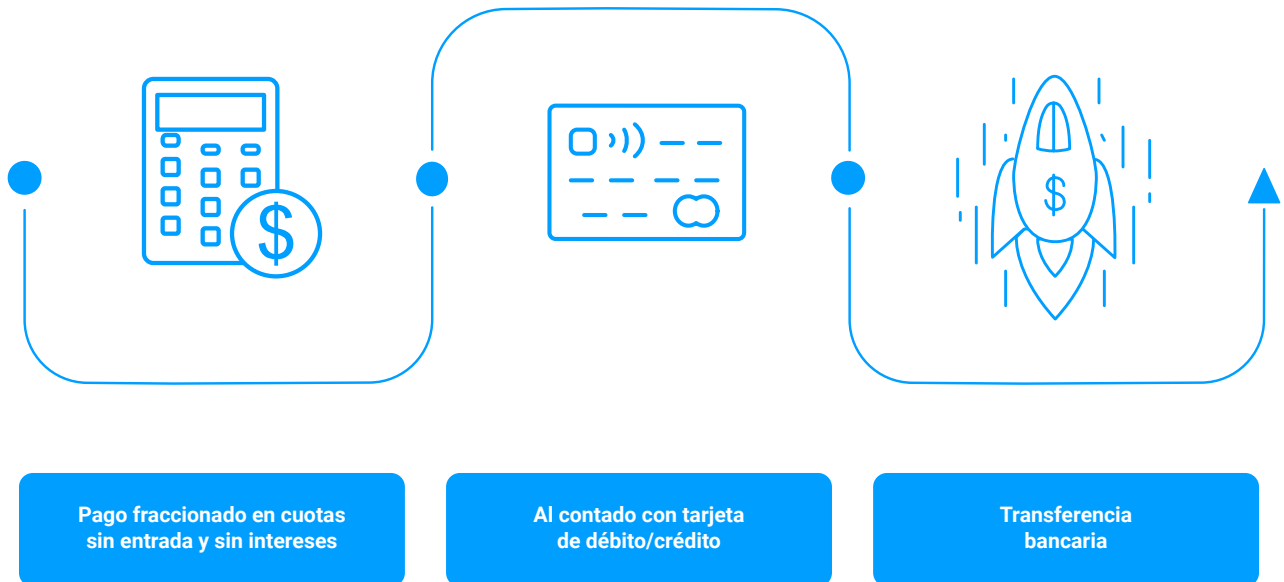 $
$
Pago fraccionado en cuotas
sin entrada y sin intereses
Al contado con tarjeta
de débito/crédito
Transferencia
bancaria